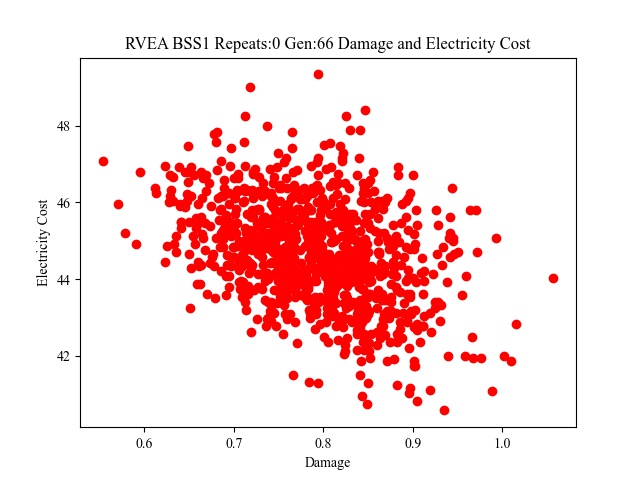 RVEA BSS1 Repeats:0 Gen:66 Damage and Electricity Cost
48
46
44
42
Electricity Cost
0.6 0.7 0.8 0.9 1.0
Damage